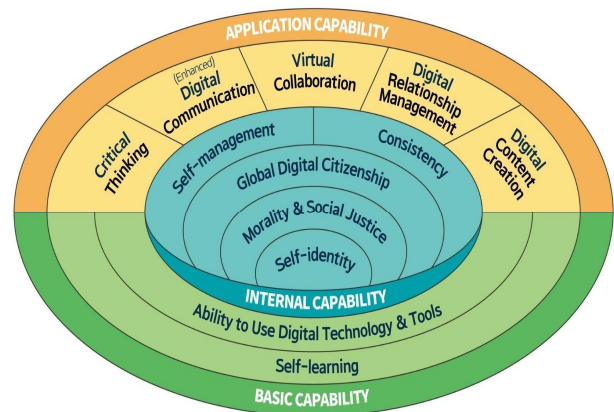 APPLICATION CAPABILITY
Critical
Thinking
(Enhanced)
Digital
Communication
Virtual
Collaboration
Digital
Relationship
Management
Digital
Content
Creation
Self-management
Consistency
Global Digital Citizenship
Morality & Social Justice
Self-identity
INTERNAL CAPABILITY
Ability to Use Digital Technology & Tools
Self-learning
BASIC CAPABILITY